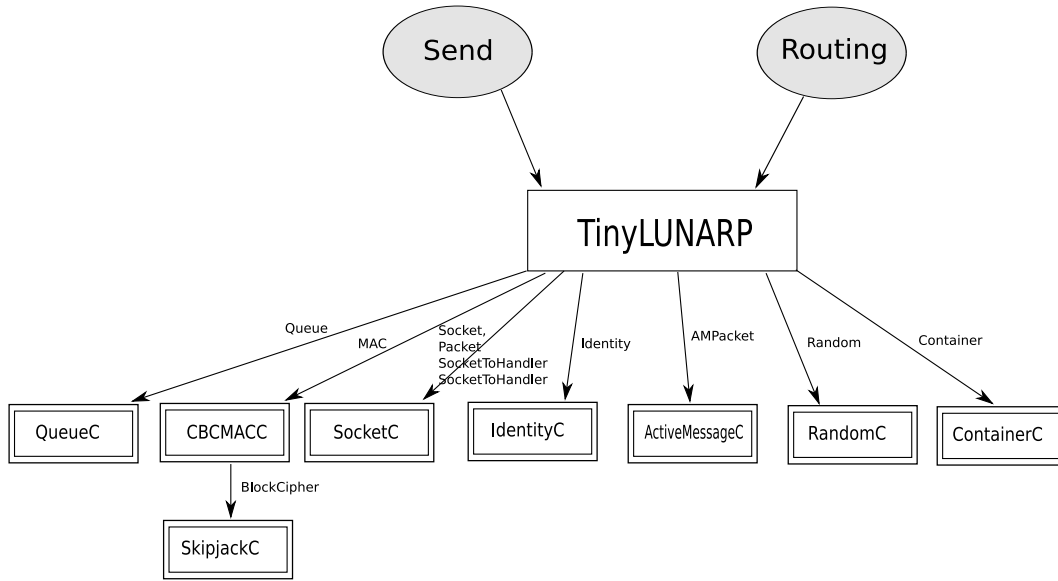 Send
Routing
TinyLUNARP
Queue
MAC
Socket,
Packet
SocketToHandler
SocketToHandler
Identity
AMPacket
Random
Container
QueueC
CBCMACC
SocketC
IdentityC
ActiveMessageC
RandomC
ContainerC
BlockCipher
SkipjackC